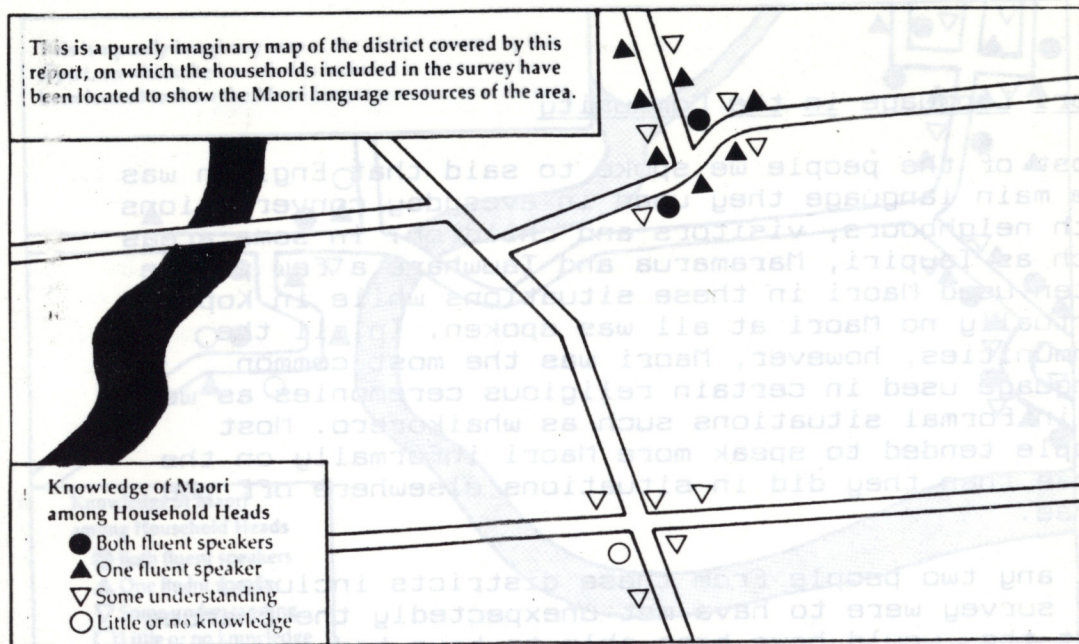 This is a purely imaginary map of the district covered by this
report, on which the households included in the survey have
been located to show the Maori language resources of the area.
Knowledge of Maori
among Household Heads
Both fluent speakers
One fluent speaker
Some understanding
Little or no knowledge